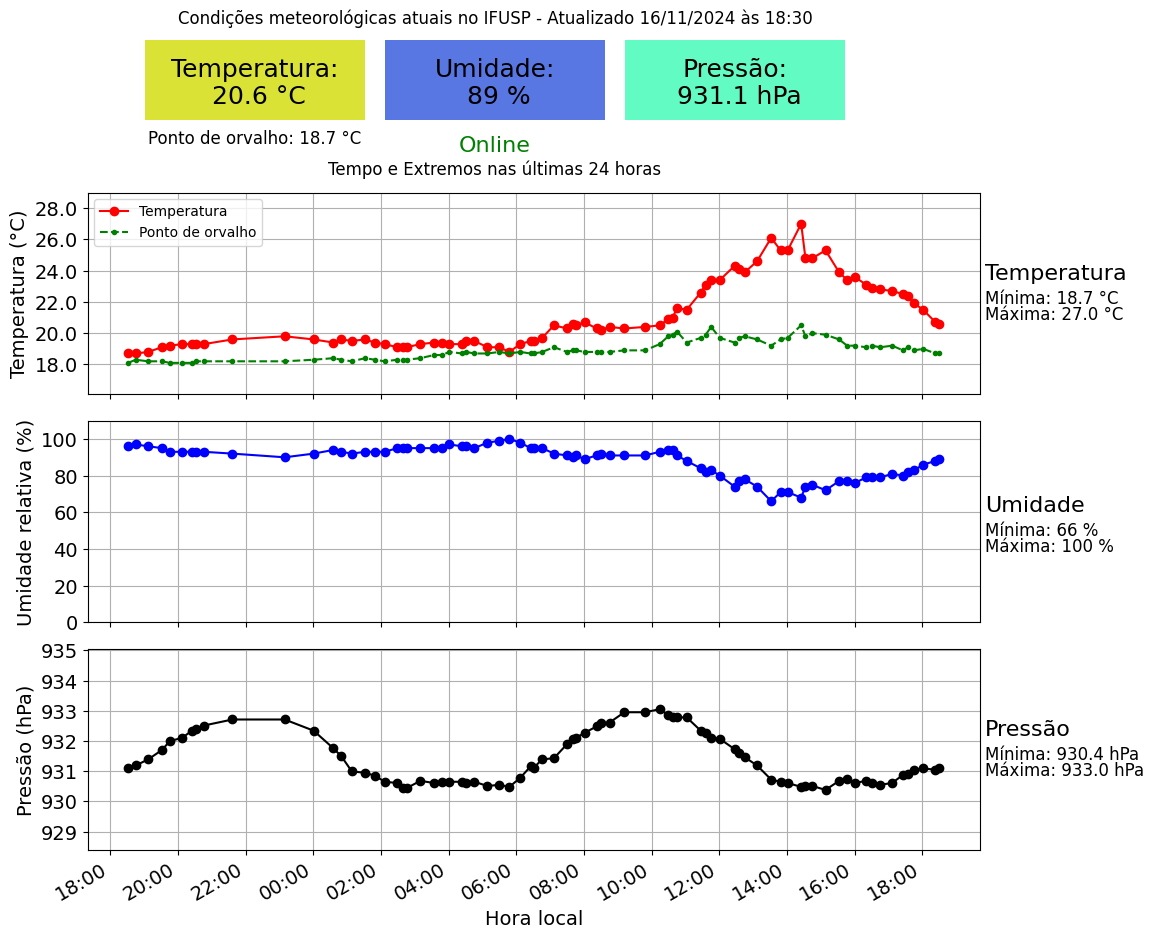 Condições meteorológicas atuais no IFUSP - Atualizado 16/11/2024 às 18:30
Temperatura:
20.6 °C
Umidade:
89 %
Pressão:
931.1 hPa
Ponto de orvalho: 18.7 °C
Online
Tempo e Extremos nas últimas 24 horas
Temperatura (°C)
28.0
26.0
24.0
22.0
20.0
18.0
Temperatura
Ponto de orvalho
Temperatura
Mínima: 18.7 °C
Máxima: 27.0 °C
Umidade relativa (%)
100
80
60
40
20
0
Umidade
Mínima: 66 %
Máxima: 100 %
Pressão (hPa)
935
934
933
932
931
930
929
Pressão
Mínima: 930.4 hPa
Máxima: 933.0 hPa
18:00 20:00 22:00 00:00 02:00 04:00 06:00 08:00 10:00 12:00 14:00 16:00 18:00
Hora local